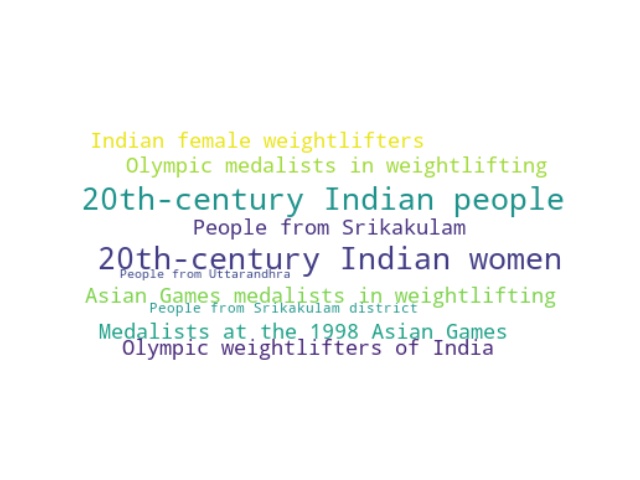 Indian female weightlifters
Olympic medalists in weightlifting
20th-century Indian people
People from Srikakulam
20th-century Indian women
People from Uttarandhra
Asian Games medalists in weightlifting
People from Srikakulam district
Medalists at the 1998 Asian Games
Olympic weightlifters of India